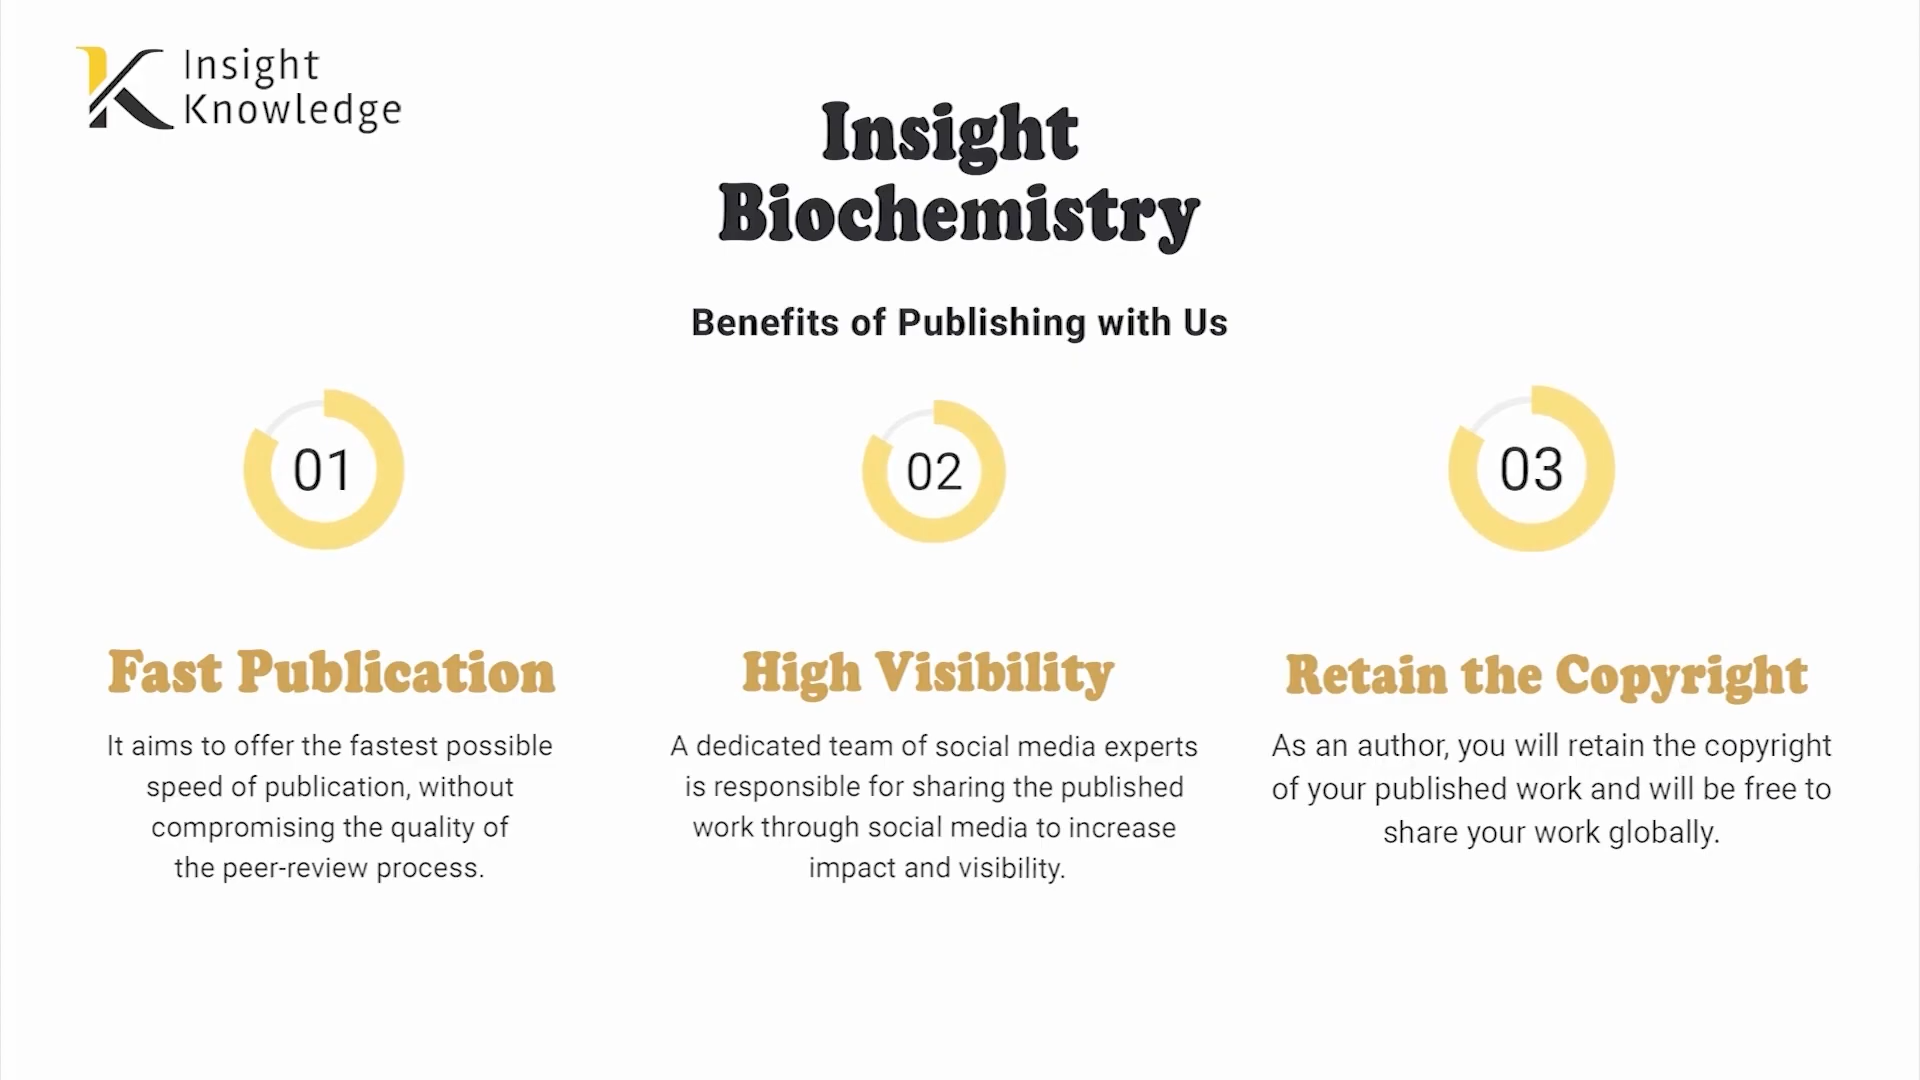 Insight
Knowledge
Insight
Biochemistry
Benefits of Publishing with Us
01
Fast Publication
It aims to offer the fastest possible
speed of publication, without
compromising the quality of
the peer-review process.
02
High Visibility
A dedicated team of social media experts
is responsible for sharing the published
work through social media to increase
impact and visibility.
03
Retain the Copyright
As an author, you will retain the copyright
of your published work and will be free to
share your work globally.